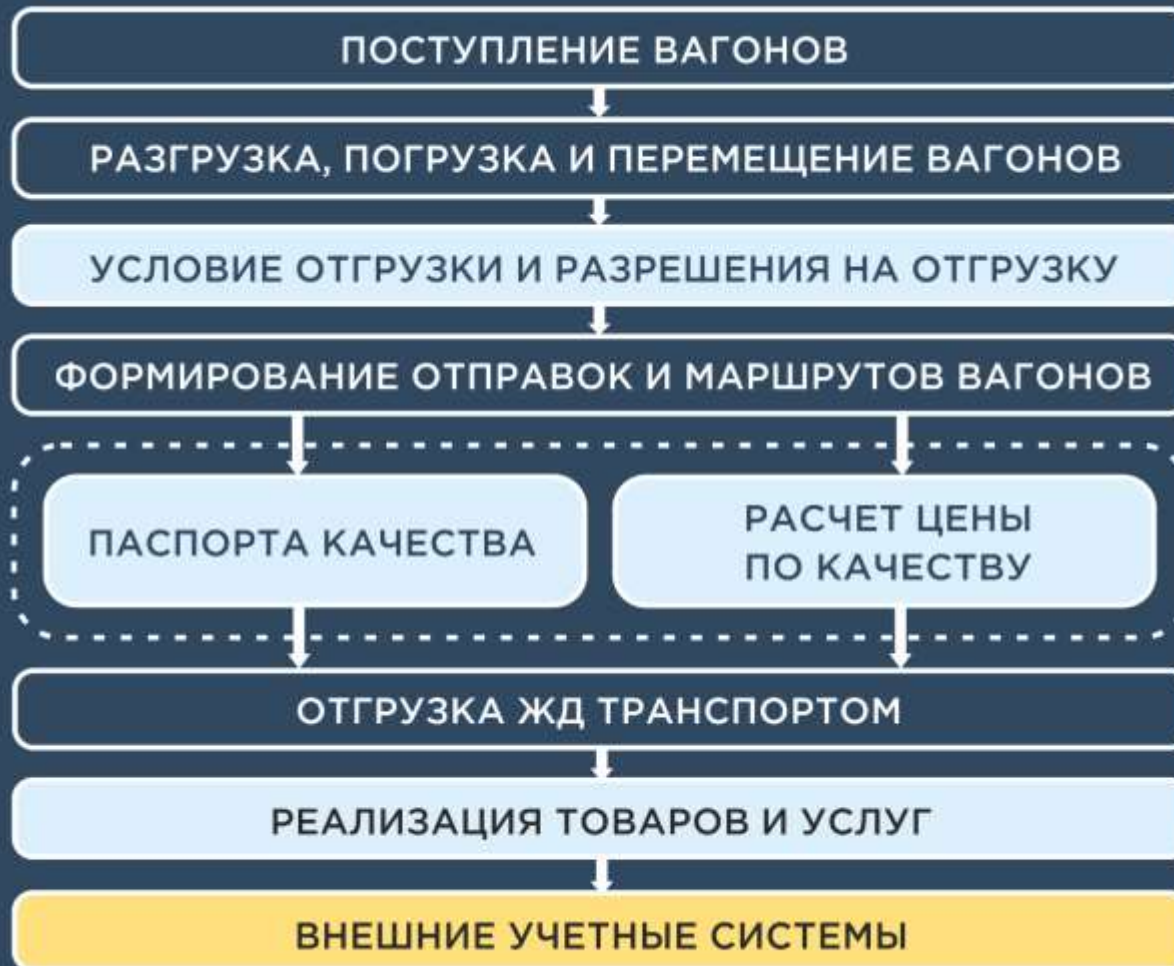 ПОСТУПЛЕНИЕ ВАГОНОВ
РАЗГРУЗКА, ПОГРУЗКА И ПЕРЕМЕЩЕНИЕ ВАГОНОВ
УСЛОВИЕ ОТГРУЗКИ И РАЗРЕШЕНИЯ НА ОТГРУЗКУ
ФОРМИРОВАНИЕ ОТПРАВОК И МАРШРУТОВ ВАГОНОВ
ПАСПОРТА КАЧЕСТВА
РАСЧЕТ ЦЕНЫ
ПО КАЧЕСТВУ
ОТГРУЗКА ЖД ТРАНСПОРТОМ
РЕАЛИЗАЦИЯ ТОВАРОВ И УСЛУГ
ВНЕШНИЕ УЧЕТНЫЕ СИСТЕМЫ